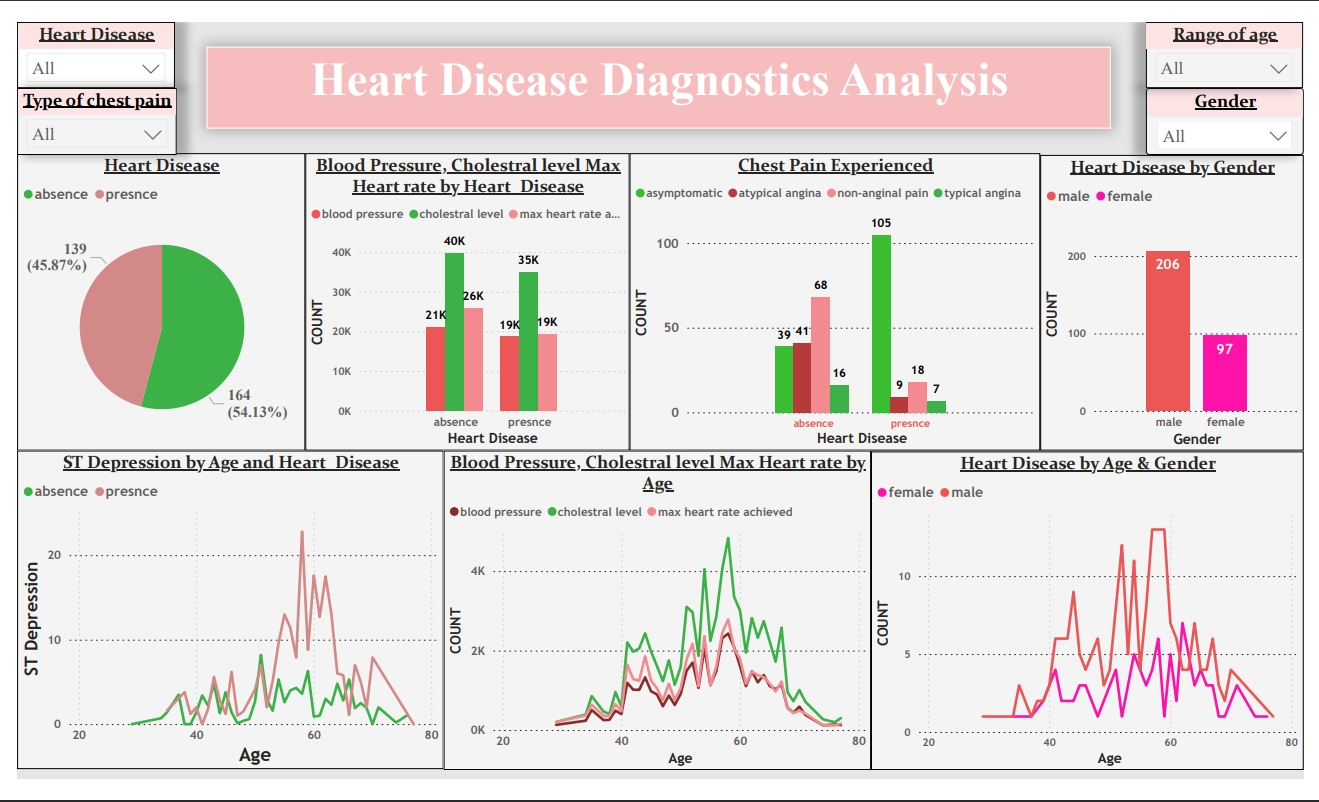 Heart Disease
All
Type of chest pain
All
Heart Disease Diagnostics Analysis
Range of age
All
Gender
All
Heart Disease
absence presnce
139
(45.87%)
164
(54.13%)
Blood Pressure, Cholestral level Max
Heart rate by Heart Disease
blood pressure cholestral level max heart rate a...
COUNT
40K
30K
20K
10K
0K
21K
40K
26K
19K
35K
19K
absence presnce
Heart Disease
Chest Pain Experienced
asymptomatic atypical angina non-anginal pain typical angina
COUNT
100
50
0
39
41
68
16
105
9
18
7
absence presnce
Heart Disease
Heart Disease by Gender
male female
COUNT
200
100
0
206
97
male female
Gender
ST Depression by Age and Heart Disease
absence presnce
ST Depression
20
10
0
20 40 60 80
Age
Blood Pressure, Cholestral level Max Heart rate by
Age
blood pressure cholestral level max heart rate achieved
COUNT
4K
2K
0K
20 40 60 80
Age
Heart Disease by Age & Gender
female male
COUNT
10
5
0
20 40 60 80
Age